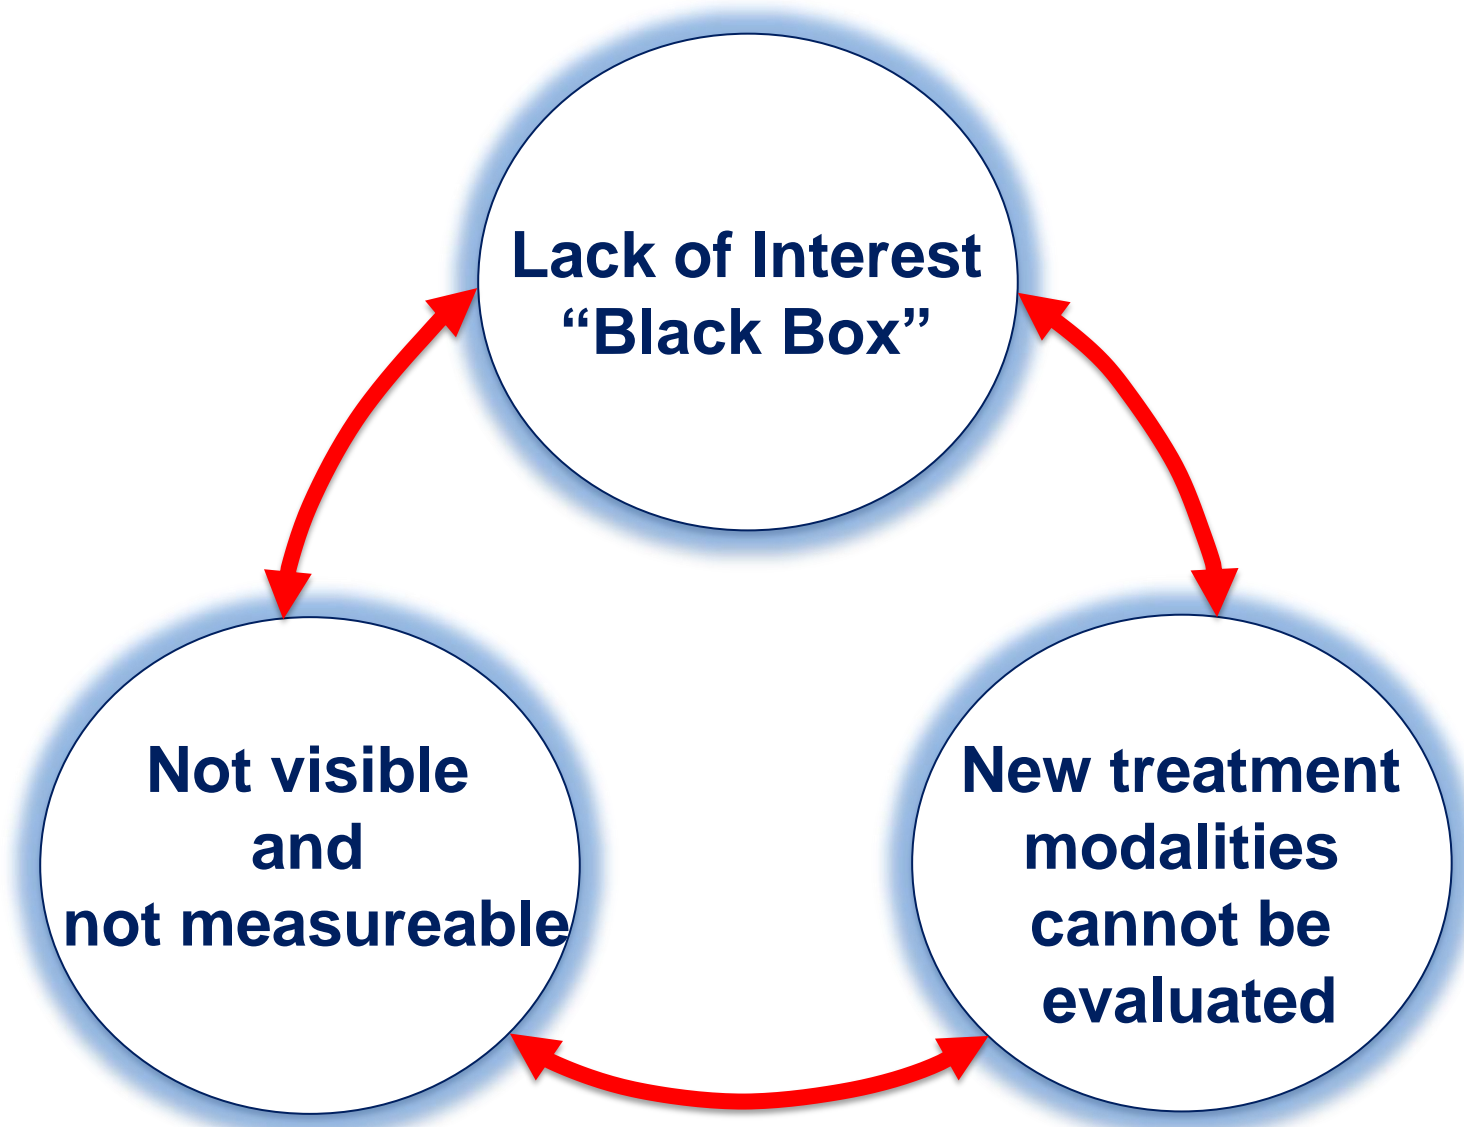 Lack of Interest
“Black Box”
Not visible
and
not measureable
New treatment
modalities
cannot be
evaluated